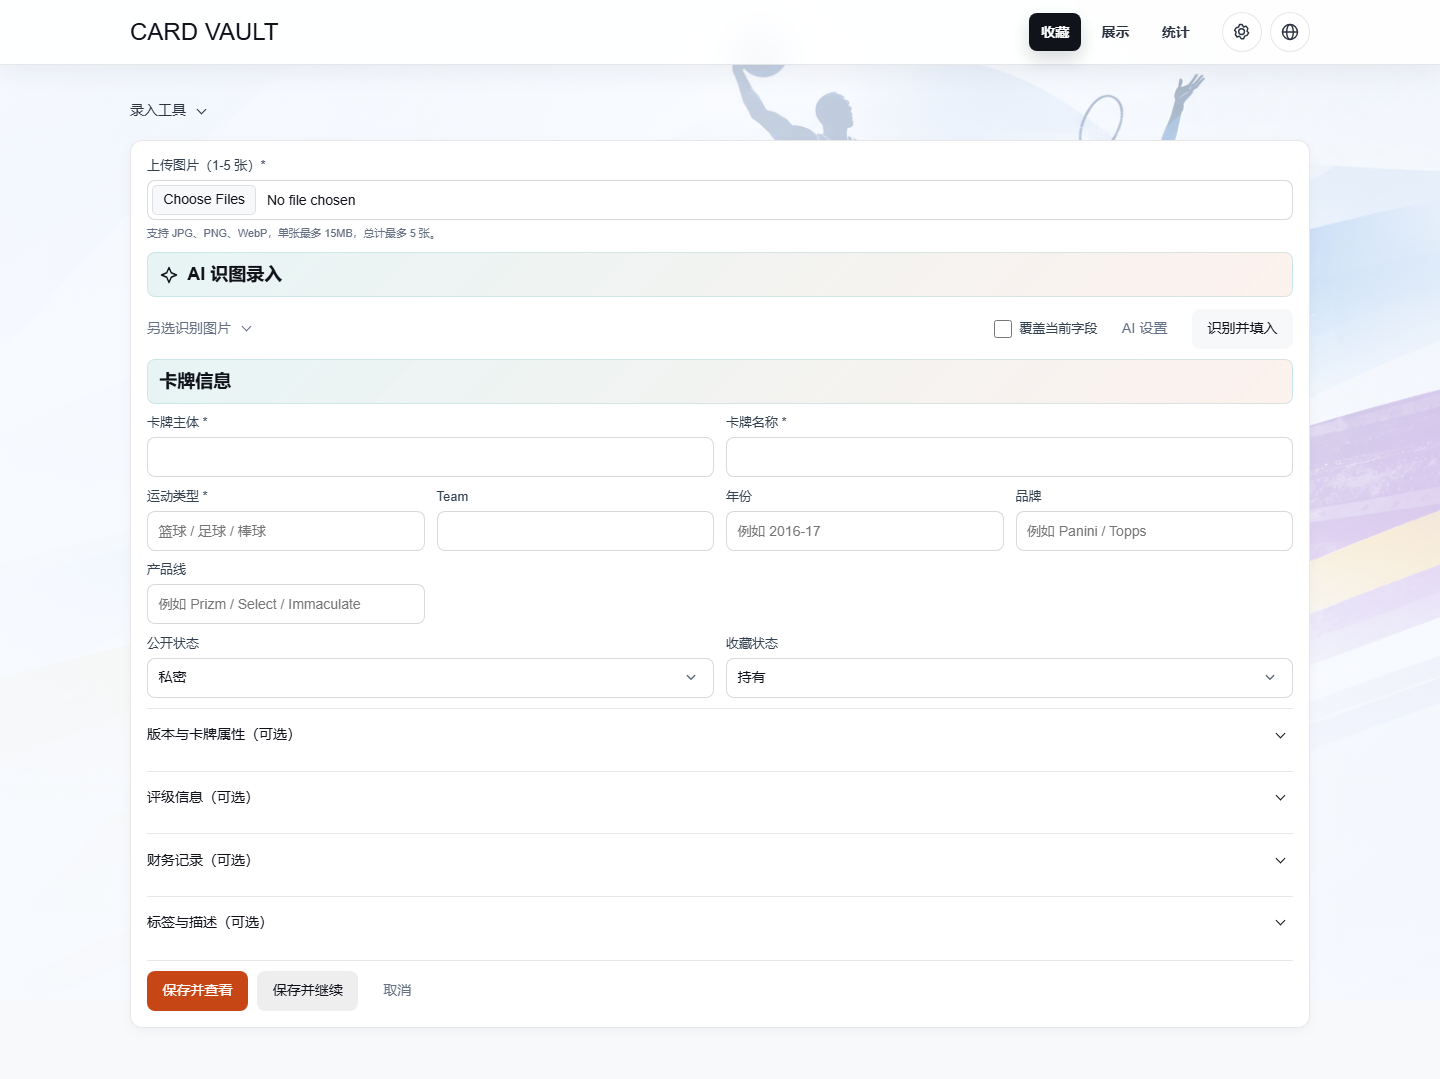 CARD VAULT
收藏 展示 统计
录入工具
上传图片（1-5 张）*
Choose Files No file chosen
支持 JPG、PNG、WebP，单张最多 15MB，总计最多 5 张。
AI 识图录入
另选识别图片 覆盖当前字段 AI 设置 识别并填入
卡牌信息
卡牌主体 * 卡牌名称 *
运动类型 * Team 年份 品牌
篮球 / 足球 / 棒球 例如 2016-17 例如 Panini / Topps
产品线
例如 Prizm / Select / Immaculate
公开状态 收藏状态
私密 持有
版本与卡牌属性（可选）
评级信息（可选）
财务记录（可选）
标签与描述（可选）
保存并查看 保存并继续 取消